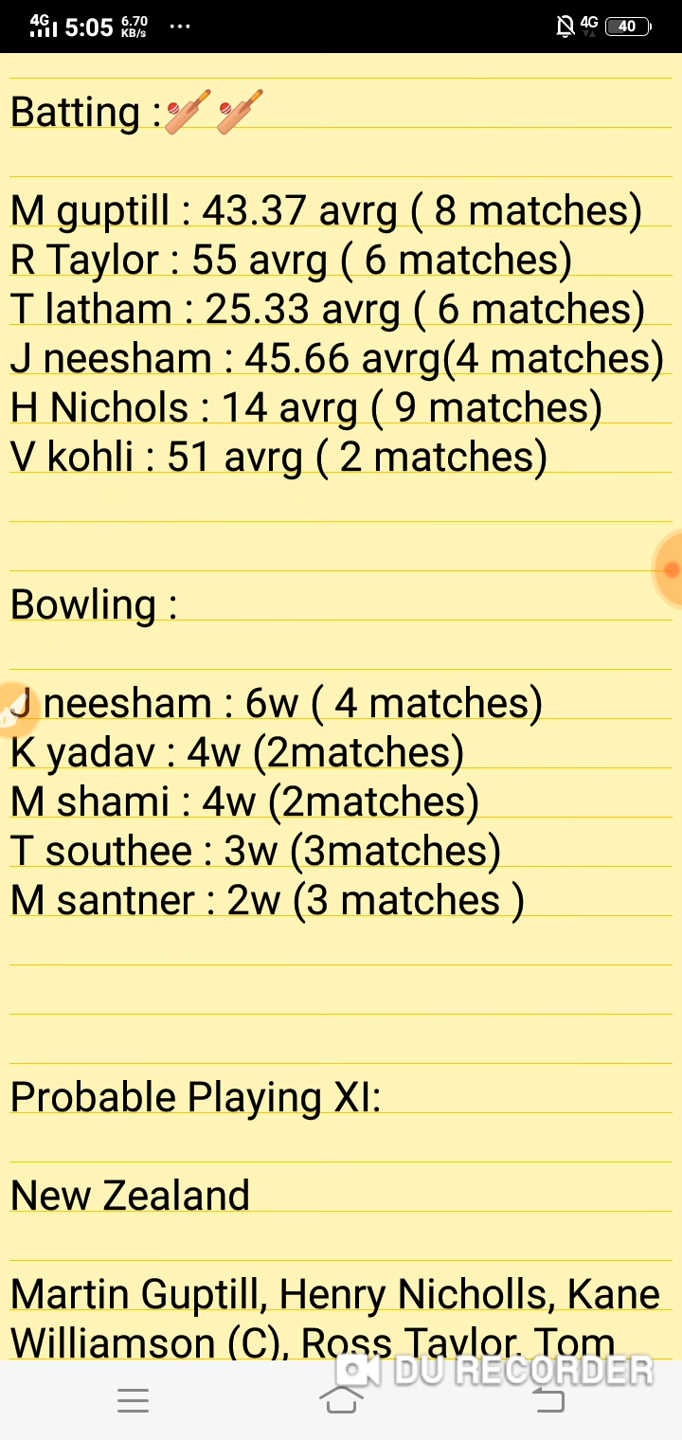 4G 5:05 6.70 KB/s ... 4G 40
Batting :
M guptill : 43.37 avrg ( 8 matches)
R Taylor : 55 avrg ( 6 matches)
T latham : 25.33 avrg ( 6 matches)
J neesham : 45.66 avrg(4 matches)
H Nichols : 14 avrg ( 9 matches)
V kohli : 51 avrg ( 2 matches)
Bowling :
J neesham : 6w ( 4 matches)
K yadav : 4w (2matches)
M shami : 4w (2matches)
T southee : 3w (3matches)
M santner : 2w (3 matches )
Probable Playing XI:
New Zealand
Martin Guptill, Henry Nicholls, Kane
Williamson (C), Ross Taylor, Tom
DU RECORDER